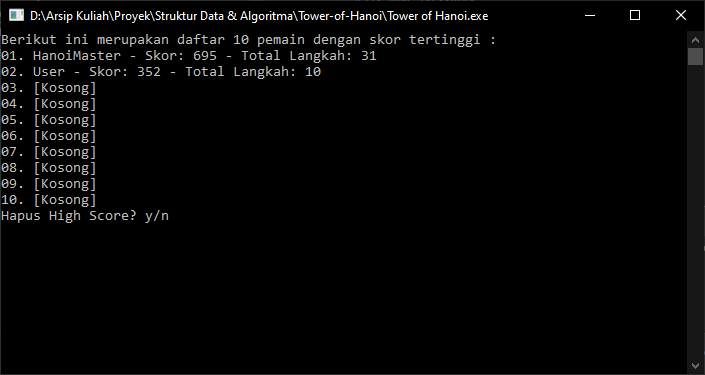 D:\Arsip Kuliah\Proyek\Struktur Data & Algoritma\Tower-of-Hanoi\Tower of Hanoi.exe
Berikut ini merupakan daftar 10 pemain dengan skor tertinggi :
01. HanoiMaster - Skor: 695 - Total Langkah: 31
02. User - Skor: 352 - Total Langkah: 10
03. [Kosong]
04. [Kosong]
05. [Kosong]
06. [Kosong]
07. [Kosong]
08. [Kosong]
09. [Kosong]
10. [Kosong]
Hapus High Score? y/n